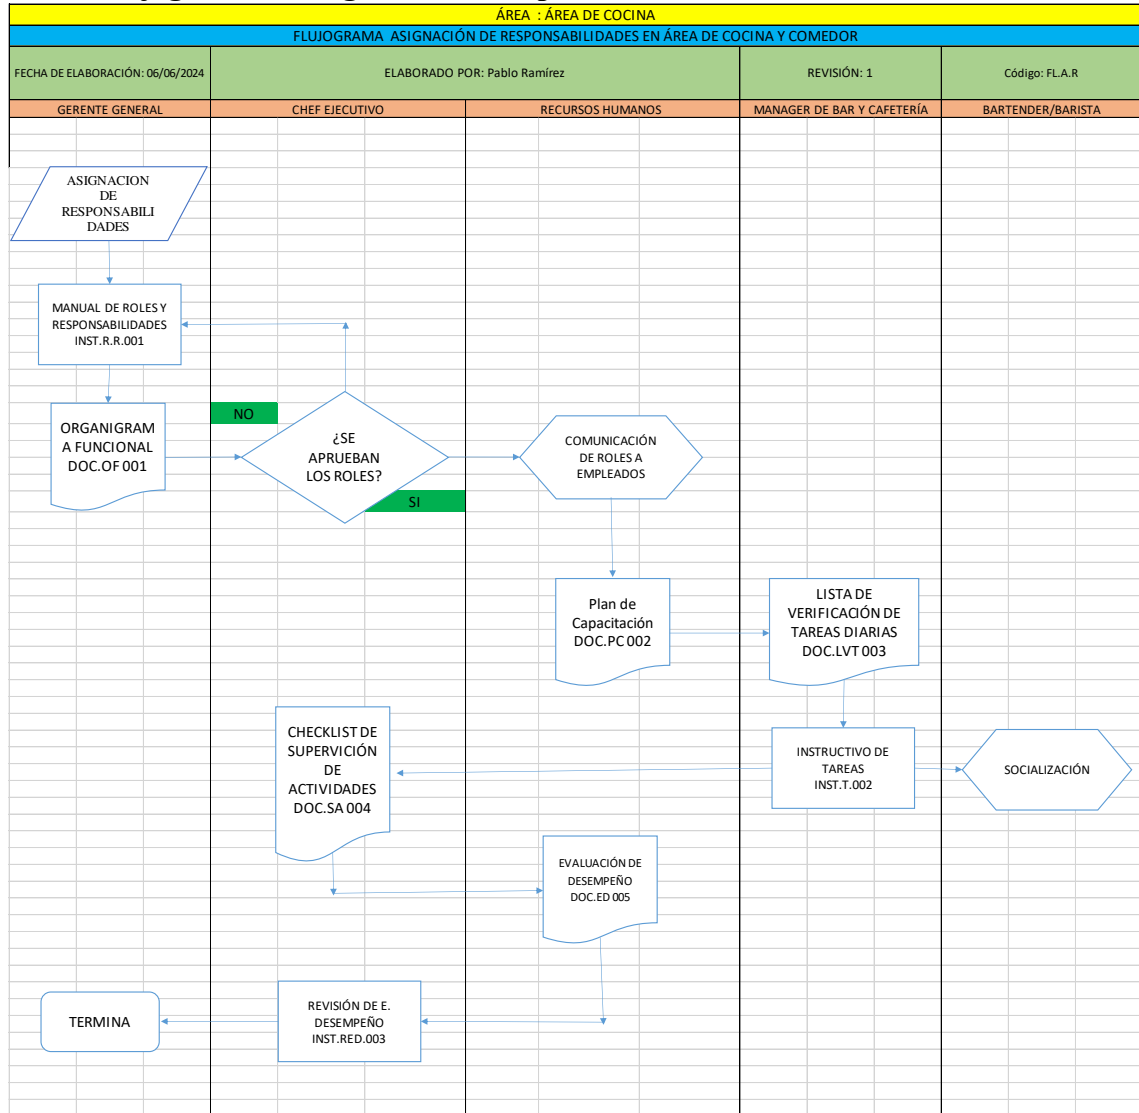 ÁREA : ÁREA DE COCINA
FLUJOGRAMA ASIGNACIÓN DE RESPONSABILIDADES EN ÁREA DE COCINA Y COMEDOR
FECHA DE ELABORACIÓN: 06/06/2024
ELABORADO POR: Pablo Ramírez
REVISIÓN: 1
Código: FL.A.R
GERENTE GENERAL
CHEF EJECUTIVO
RECURSOS HUMANOS
MANAGER DE BAR Y CAFETERÍA
BARTENDER/BARISTA
ASIGNACION
DE
RESPONSABILI
DADES
MANUAL DE ROLES Y
RESPONSABILIDADES
INST.R.R.001
ORGANIGRAM
A FUNCIONAL
DOC.OF 001
NO
¿SE
APRUEBAN
LOS ROLES?
SI
COMUNICACIÓN
DE ROLES A
EMPLEADOS
Plan de
Capacitación
DOC.PC 002
LISTA DE
VERIFICACIÓN DE
TAREAS DIARIAS
DOC.LVT 003
CHECKLIST DE
SUPERVICIÓN
DE
ACTIVIDADES
DOC.SA 004
INSTRUCTIVO DE
TAREAS
INST.T.002
SOCIALIZACIÓN
EVALUACIÓN DE
DESEMPEÑO
DOC.ED 005
REVISIÓN DE E.
DESEMPEÑO
INST.RED.003
TERMINA